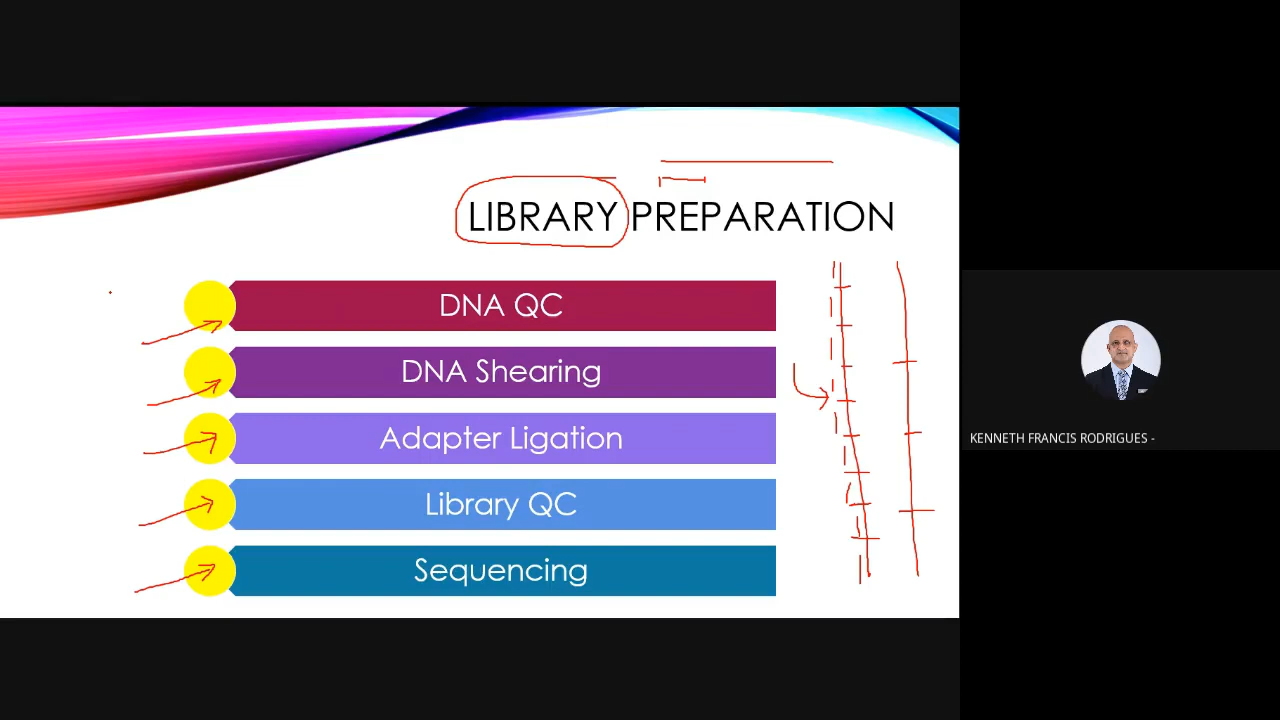 LIBRARY PREPARATION
DNA QC
DNA Shearing
Adapter Ligation
Library QC
Sequencing
KENNETH FRANCIS RODRIGUES -